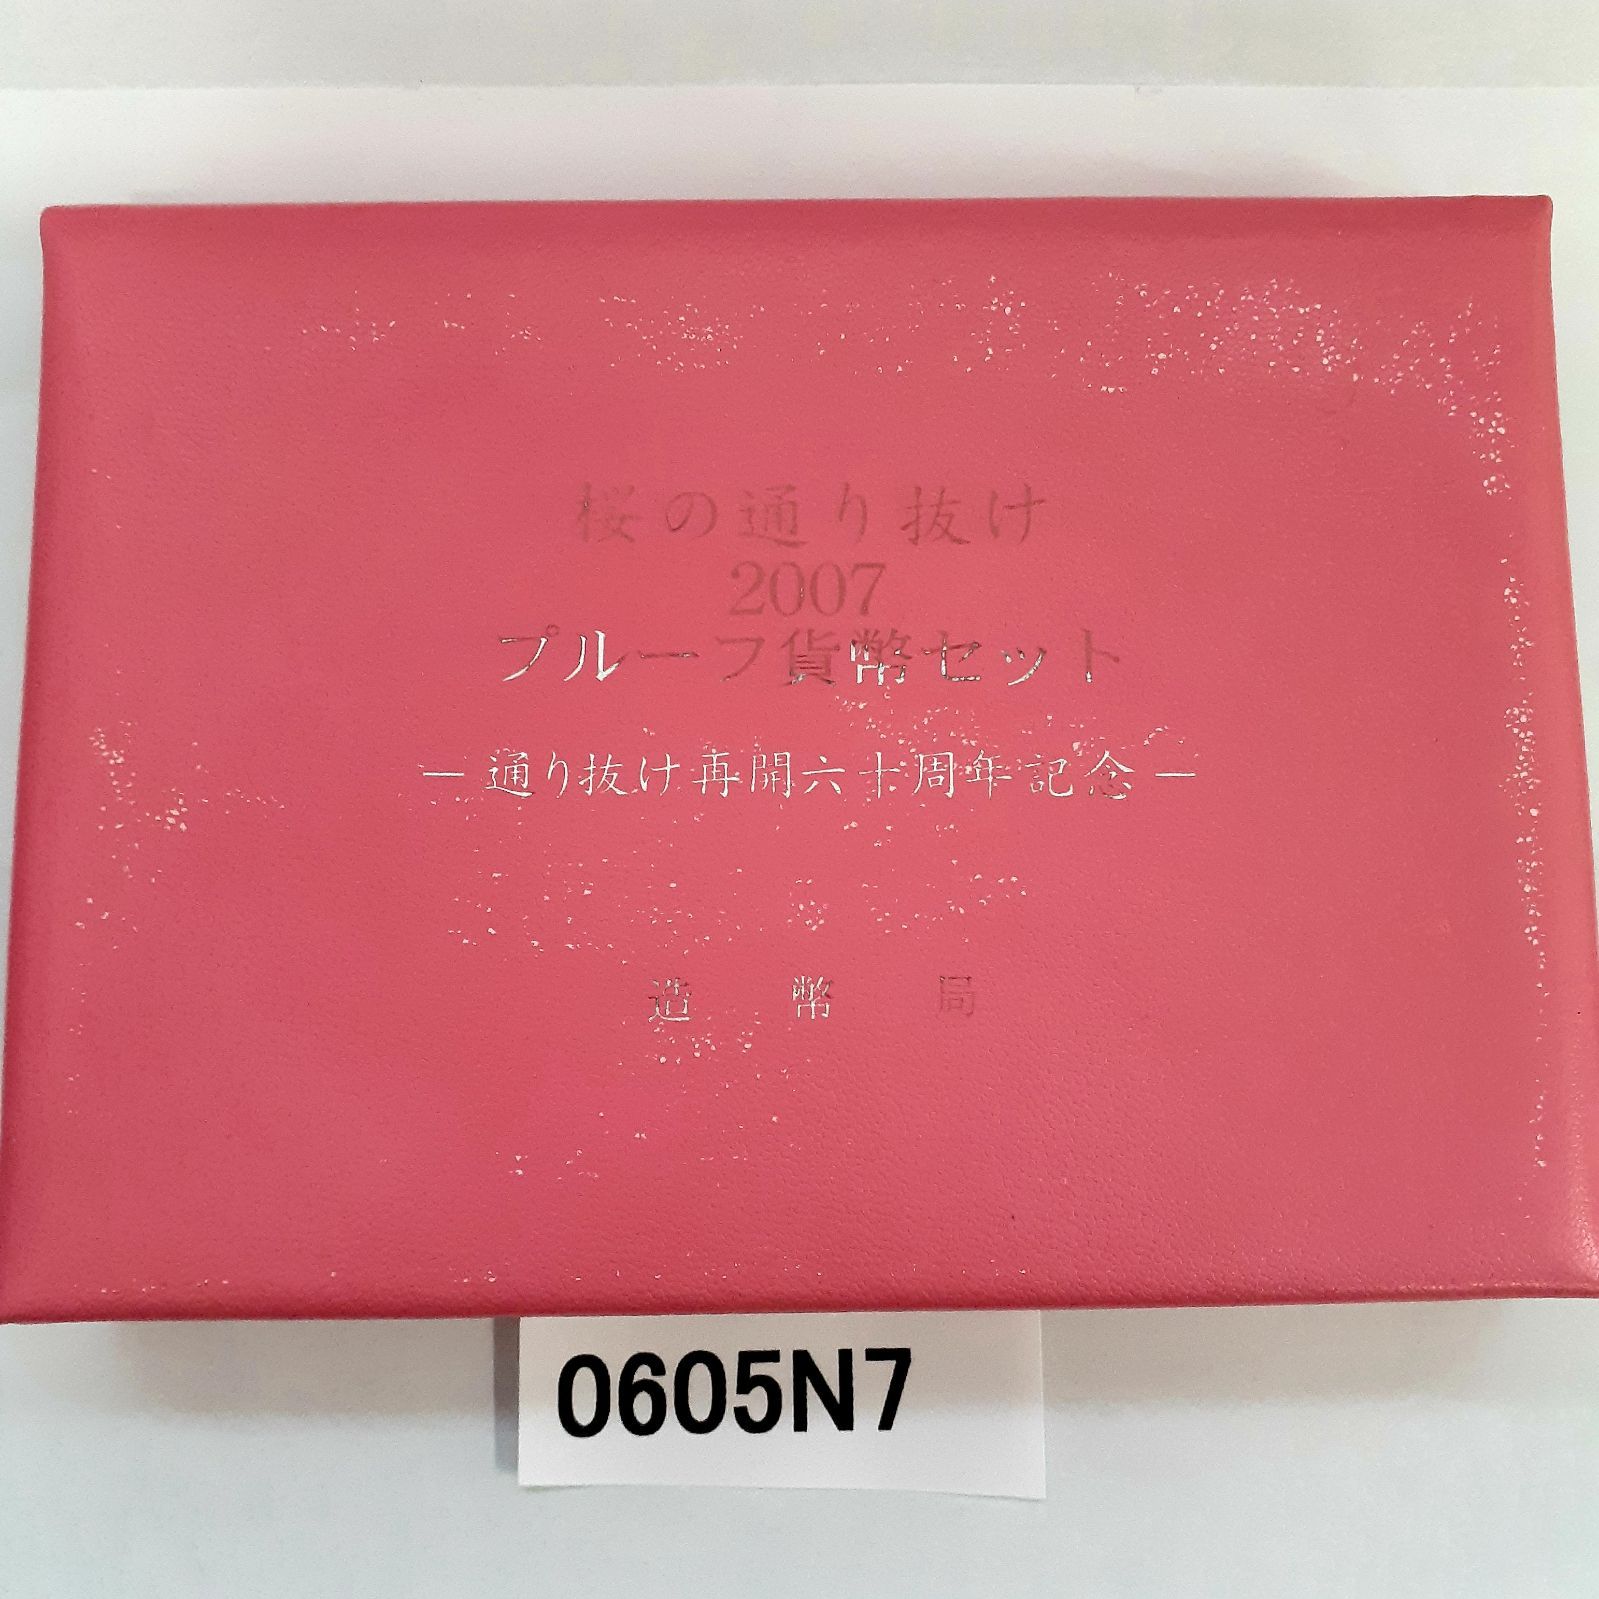 桜の通り抜け
2007
プルーフ貨幣セット
－通り抜け再開六十周年記念－
造幣局
0605N7